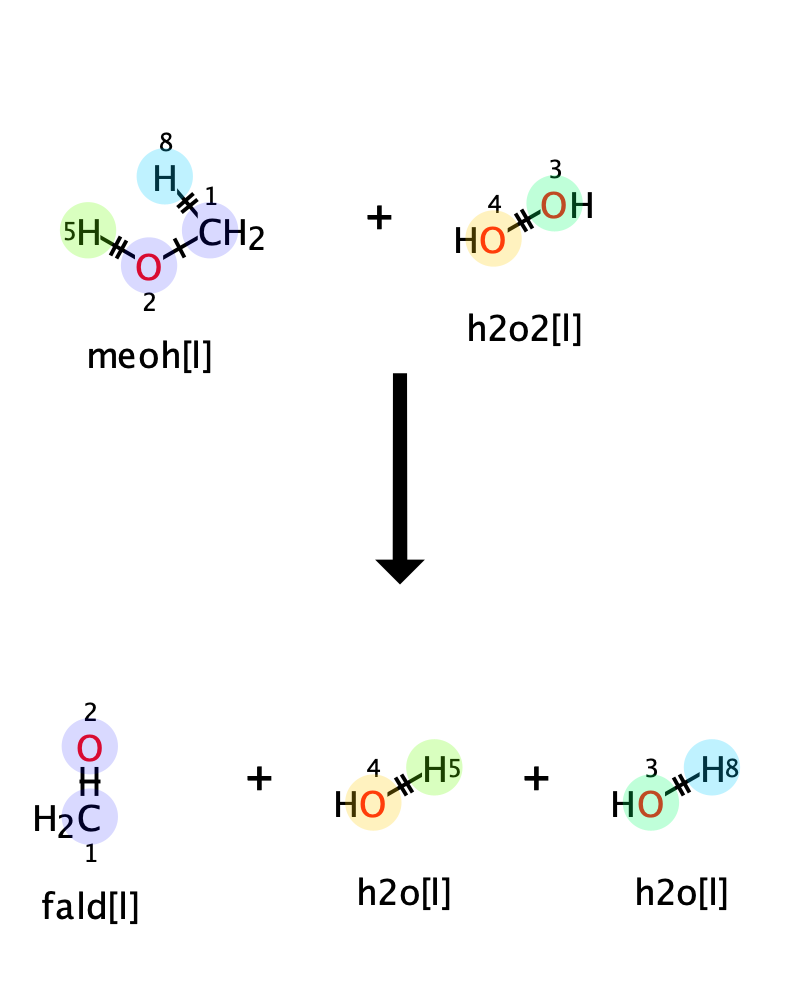 8
H
1
5H
CH2
O
2
meoh[l]
+
3
4
OH
HO
h2o2[l]
2
O
H2C
1
fald[l]
+
4
H5
HO
h2o[l]
+
3
H8
HO
h2o[l]